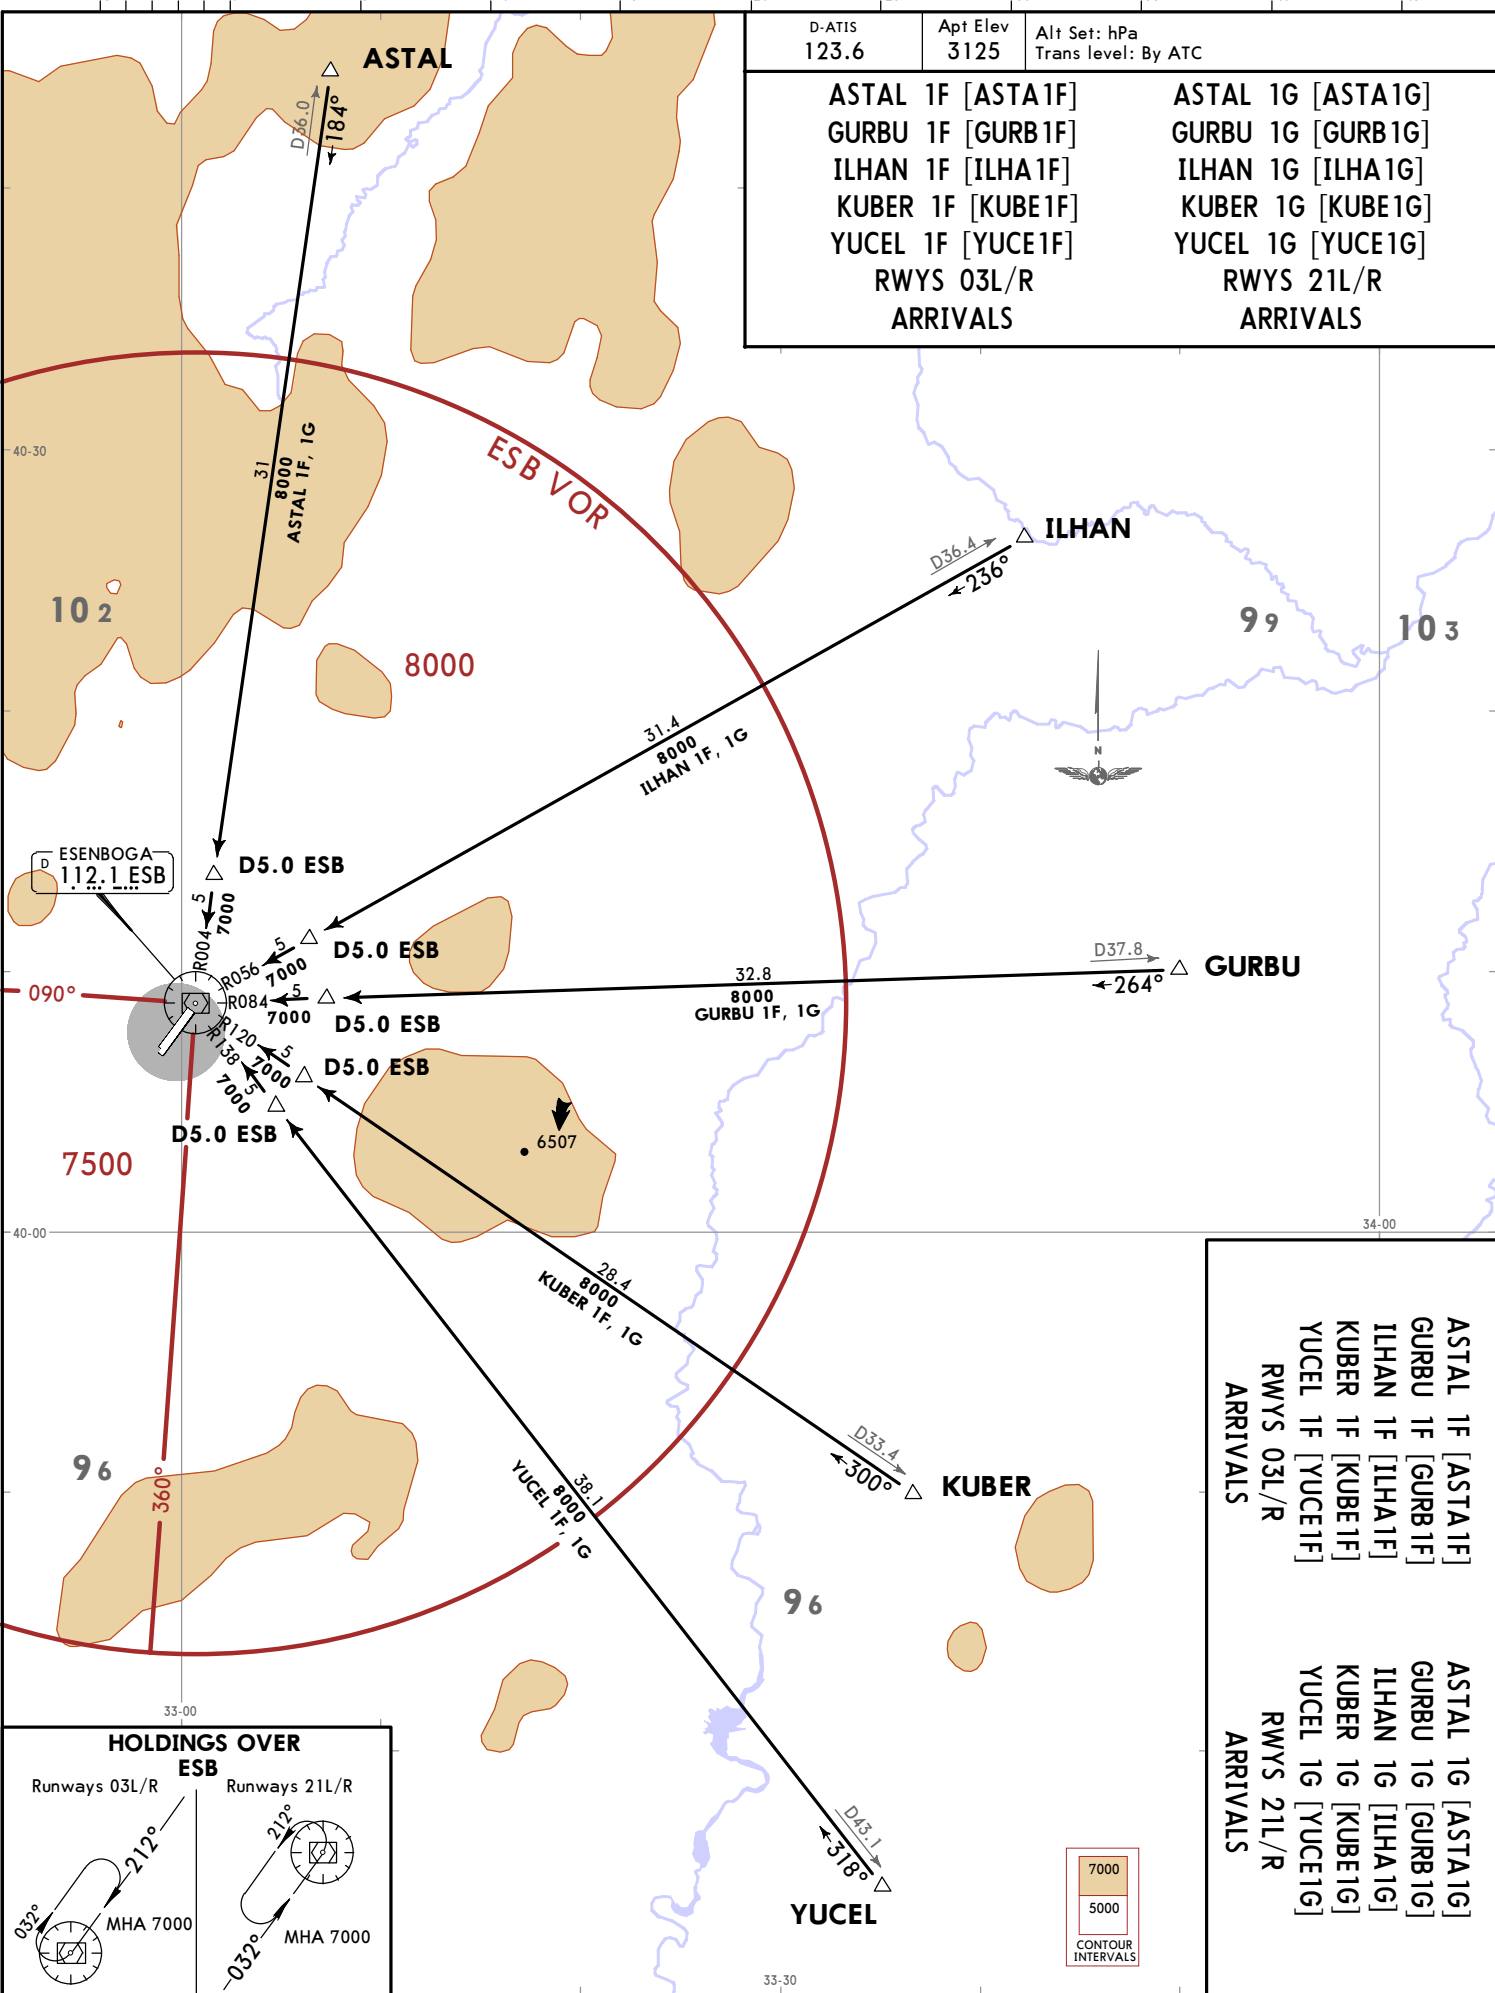 D-ATIS
123.6
Apt Elev
3125
Alt Set: hPa
Trans level: By ATC
ASTAL 1F [ASTA1F]
GURBU 1F [GURB1F]
ILHAN 1F [ILHA1F]
KUBER 1F [KUBE1F]
YUCEL 1F [YUCE1F]
RWYS 03L/R
ARRIVALS
ASTAL 1G [ASTA1G]
GURBU 1G [GURB1G]
ILHAN 1G [ILHA1G]
KUBER 1G [KUBE1G]
YUCEL 1G [YUCE1G]
RWYS 21L/R
ARRIVALS
ASTAL
D36.0
184°
31
8000
ASTAL 1F, 1G
40-30
ESB VOR
ILHAN
D36.4
236°
10 2
9 9
10 3
8000
31.4
8000
ILHAN 1F, 1G
N
ESENBOGA
D
112.1 ESB
D5.0 ESB
5
7000
R004
D5.0 ESB
5
7000
R056
D37.8
GURBU
264°
32.8
8000
GURBU 1F, 1G
090°
R084
5
7000
D5.0 ESB
R120
5
7000
D5.0 ESB
R138
5
7000
D5.0 ESB
6507
7500
40-00
34-00
28.4
8000
KUBER 1F, 1G
D33.4
300°
KUBER
9 6
360°
38.1
8000
YUCEL 1F, 1G
9 6
33-00
D43.1
318°
YUCEL
33-30
HOLDINGS OVER
ESB
Runways 03L/R
212°
032°
MHA 7000
Runways 21L/R
212°
032°
MHA 7000
7000
5000
CONTOUR
INTERVALS
ASTAL 1F [ASTA1F]
GURBU 1F [GURB1F]
ILHAN 1F [ILHA1F]
KUBER 1F [KUBE1F]
YUCEL 1F [YUCE1F]
RWYS 03L/R
ARRIVALS
ASTAL 1G [ASTA1G]
GURBU 1G [GURB1G]
ILHAN 1G [ILHA1G]
KUBER 1G [KUBE1G]
YUCEL 1G [YUCE1G]
RWYS 21L/R
ARRIVALS